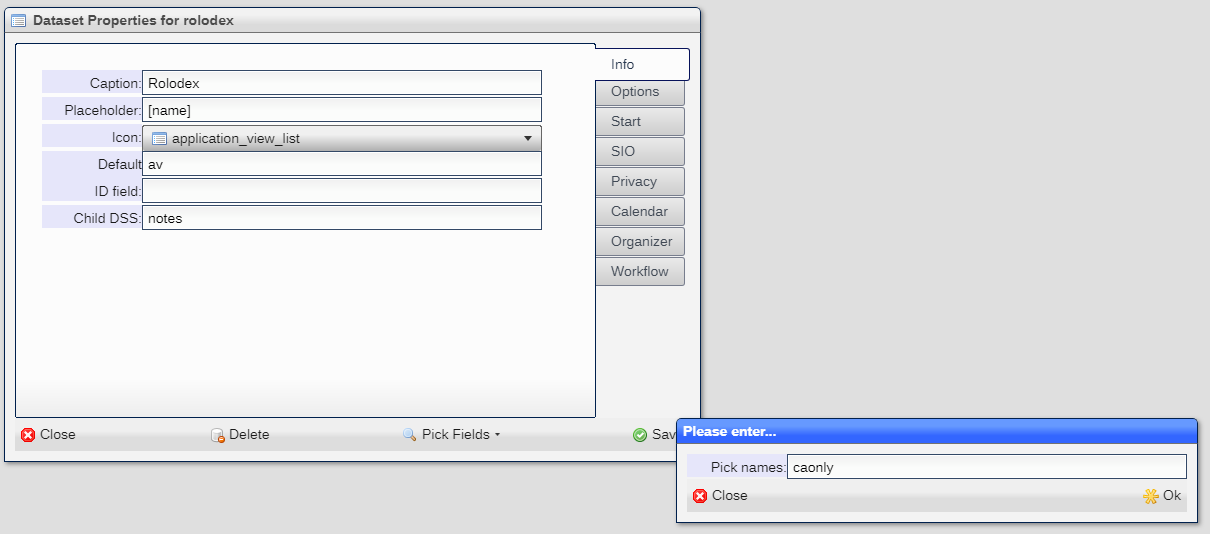 Dataset Properties for rolodex
Info
Caption: Rolodex
Options
Placeholder: [name]
Start
Icon: application_view_list
SIO
Default av
Privacy
ID field:
Calendar
Child DSS: notes
Organizer
Workflow
Close Delete Pick Fields Sav
Please enter...
Pick names: caonly
Close Ok